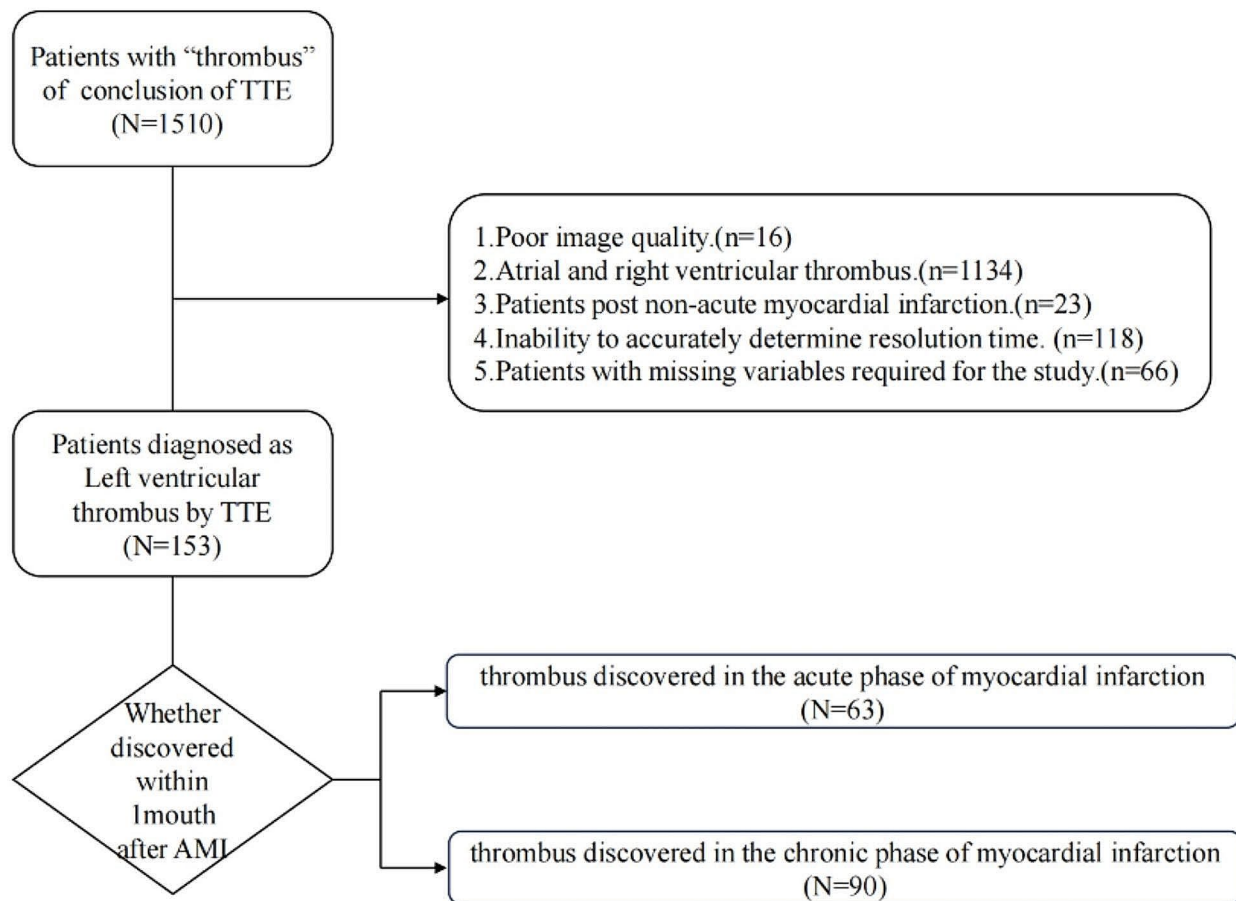 Patients with “thrombus”
of conclusion of TTE
(N=1510)
1.Poor image quality.(n=16)
2.Atrial and right ventricular thrombus.(n=1134)
3.Patients post non-acute myocardial infarction.(n=23)
4.Inability to accurately determine resolution time. (n=118)
5.Patients with missing variables required for the study.(n=66)
Patients diagnosed as
Left ventricular
thrombus by TTE
(N=153)
Whether
discovered
within
1mouth
after AMI
thrombus discovered in the acute phase of myocardial infarction
(N=63)
thrombus discovered in the chronic phase of myocardial infarction
(N=90)